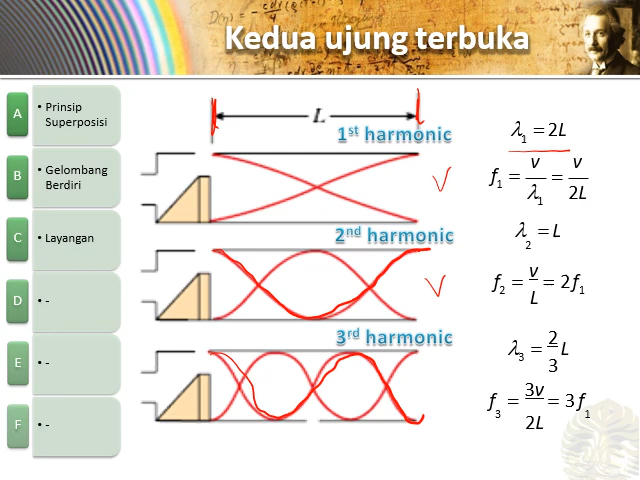 Kedua ujung terbuka
A
• Prinsip
Superposisi
B
• Gelombang
Berdiri
C
• Layangan
D
• -
E
• -
F
• -
L
1st harmonic
2nd harmonic
3rd harmonic
λ₁ = 2L
f₁ = v/λ₁ = v/2L
λ₂ = L
f₂ = v/L = 2f₁
λ₃ = 2/3 L
f₃ = 3v/2L = 3f₁